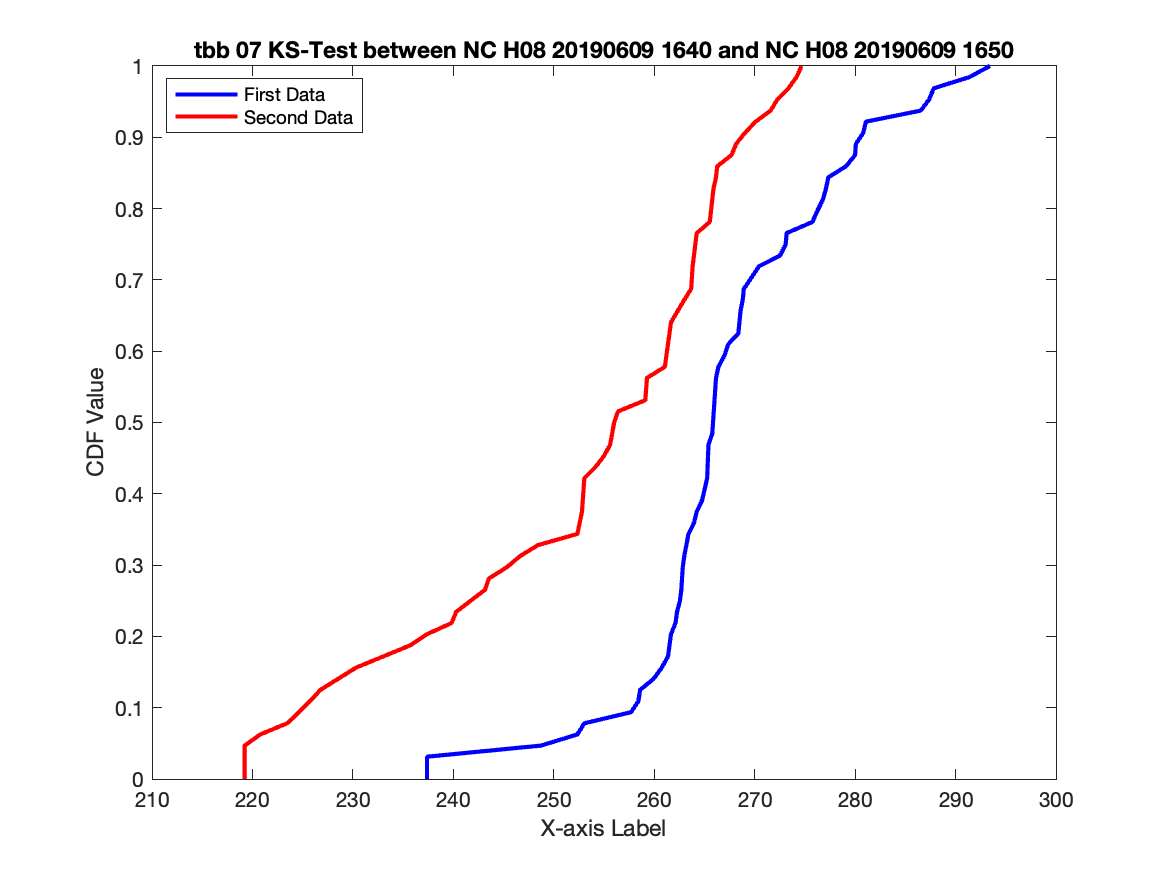 tbb 07 KS-Test between NC H08 20190609 1640 and NC H08 20190609 1650
First Data
Second Data
1
0.9
0.8
0.7
0.6
0.5
0.4
0.3
0.2
0.1
0
CDF Value
210 220 230 240 250 260 270 280 290 300
X-axis Label